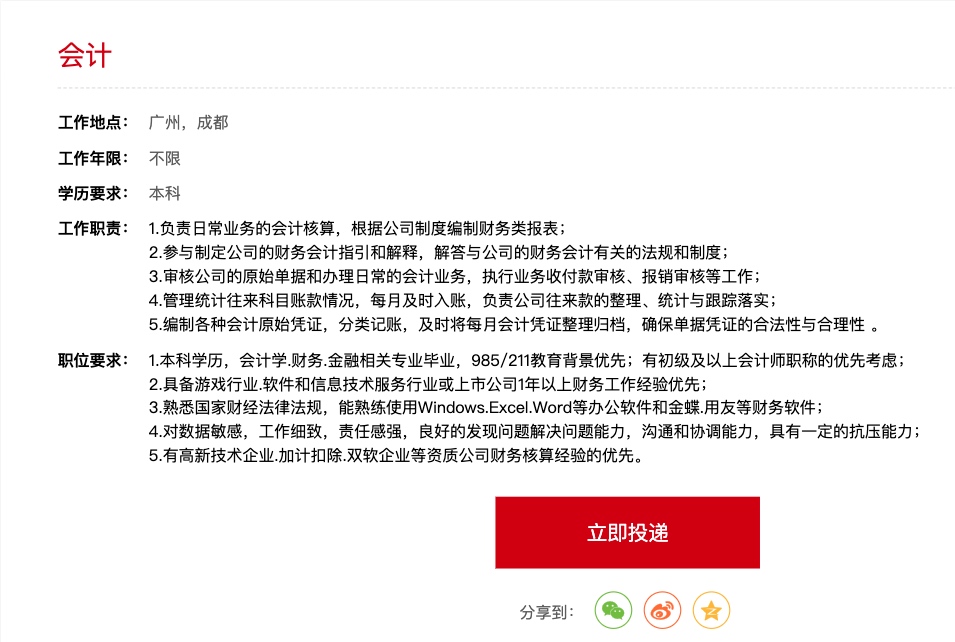 会计
工作地点： 广州，成都
工作年限： 不限
学历要求： 本科
工作职责： 1.负责日常业务的会计核算，根据公司制度编制财务类报表；
2.参与制定公司的财务会计指引和解释，解答与公司的财务会计有关的法规和制度；
3.审核公司的原始单据和办理日常的会计业务，执行业务收付款审核、报销审核等工作；
4.管理统计往来科目账款情况，每月及时入账，负责公司往来款的整理、统计与跟踪落实；
5.编制各种会计原始凭证，分类记账，及时将每月会计凭证整理归档，确保单据凭证的合法性与合理性 。
职位要求： 1.本科学历，会计学.财务.金融相关专业毕业，985/211教育背景优先；有初级及以上会计师职称的优先考虑；
2.具备游戏行业.软件和信息技术服务行业或上市公司1年以上财务工作经验优先；
3.熟悉国家财经法律法规，能熟练使用Windows.Excel.Word等办公软件和金蝶.用友等财务软件；
4.对数据敏感，工作细致，责任感强，良好的发现问题解决问题能力，沟通和协调能力，具有一定的抗压能力；
5.有高新技术企业.加计扣除.双软企业等资质公司财务核算经验的优先。
立即投递
分享到：